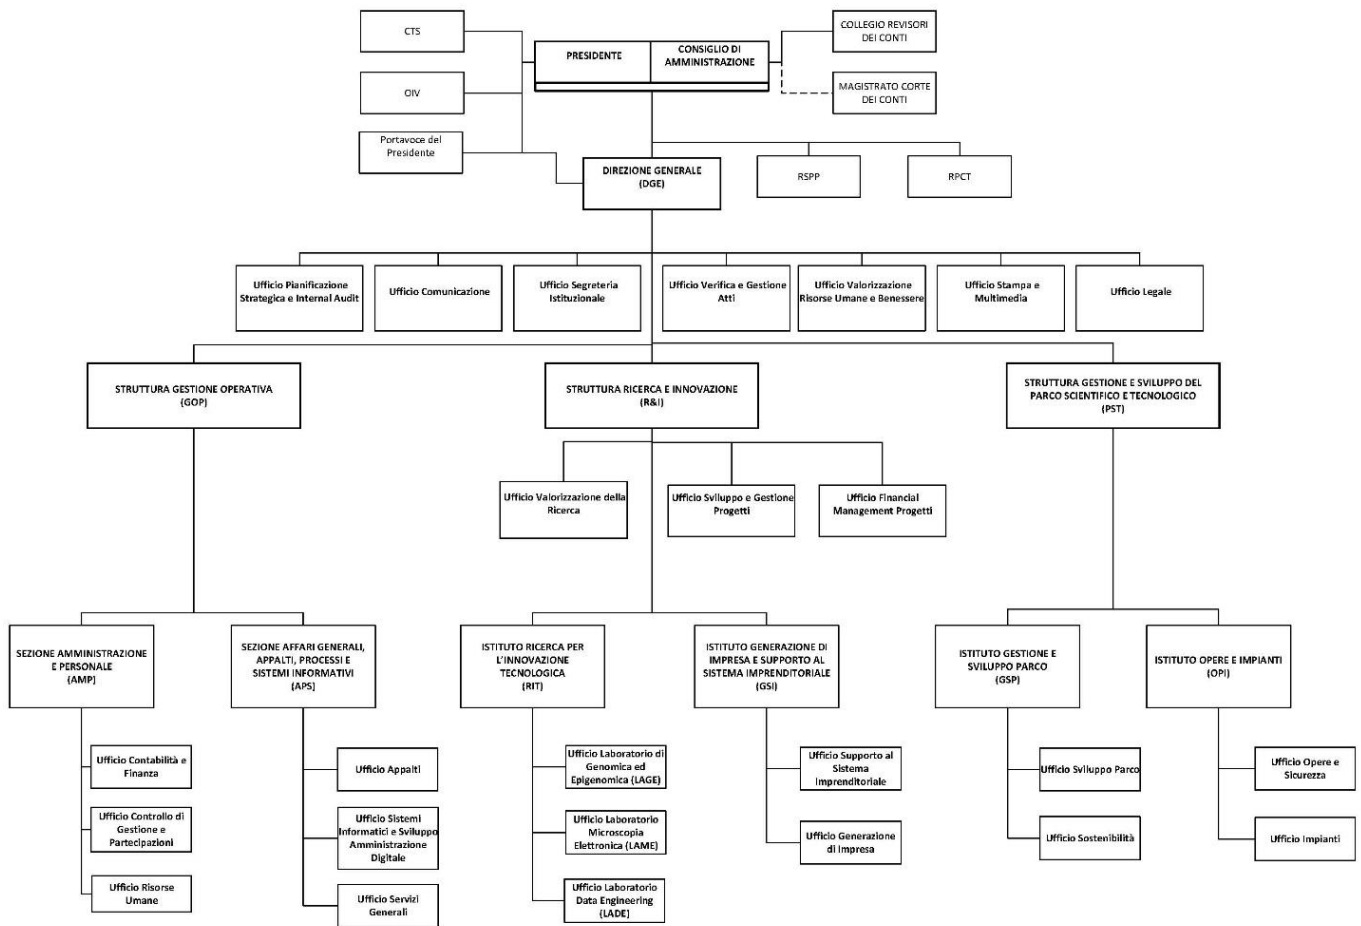 CTS
OIV
Portavoce del
Presidente
PRESIDENTE
CONSIGLIO DI
AMMINISTRAZIONE
COLLEGIO REVISORI
DEI CONTI
MAGISTRATO CORTE
DEI CONTI
DIREZIONE GENERALE
(DGE)
RSPP
RPCT
Ufficio Pianificazione
Strategica e Internal Audit
Ufficio Comunicazione
Ufficio Segreteria
Istituzionale
Ufficio Verifica e Gestione
Atti
Ufficio Valorizzazione
Risorse Umane e Benessere
Ufficio Stampa e
Multimedia
Ufficio Legale
STRUTTURA GESTIONE OPERATIVA
(GOP)
STRUTTURA RICERCA E INNOVAZIONE
(R&I)
STRUTTURA GESTIONE E SVILUPPO DEL
PARCO SCIENTIFICO E TECNOLOGICO
(PST)
Ufficio Valorizzazione della
Ricerca
Ufficio Sviluppo e Gestione
Progetti
Ufficio Financial
Management Progetti
SEZIONE AMMINISTRAZIONE
E PERSONALE
(AMP)
SEZIONE AFFARI GENERALI,
APPALTI, PROCESSI E
SISTEMI INFORMATIVI
(APS)
ISTITUTO RICERCA PER
L'INNOVAZIONE
TECNOLOGICA
(RIT)
ISTITUTO GENERAZIONE DI
IMPRESA E SUPPORTO AL
SISTEMA IMPRENDITORIALE
(GSI)
ISTITUTO GESTIONE E
SVILUPPO PARCO
(GSP)
ISTITUTO OPERE E IMPIANTI
(OPI)
Ufficio Contabilità e
Finanza
Ufficio Controllo di
Gestione e
Partecipazioni
Ufficio Risorse
Umane
Ufficio Appalti
Ufficio Sistemi
Informatici e Sviluppo
Amministrazione
Digitale
Ufficio Servizi
Generali
Ufficio Laboratorio di
Genomica ed
Epigenomica (LAGE)
Ufficio Laboratorio
Microscopia
Elettronica (LAME)
Ufficio Laboratorio
Data Engineering
(LADE)
Ufficio Supporto al
Sistema
Imprenditoriale
Ufficio Generazione
di Impresa
Ufficio Sviluppo Parco
Ufficio Sostenibilità
Ufficio Opere e
Sicurezza
Ufficio Impianti